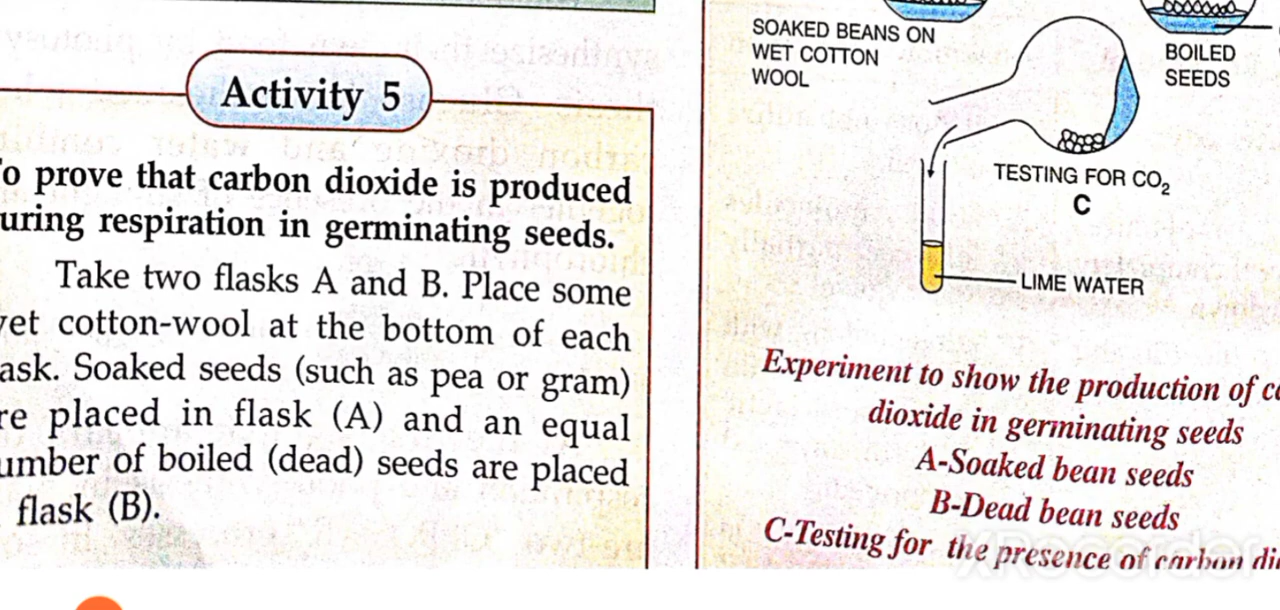 Activity 5
o prove that carbon dioxide is produced
uring respiration in germinating seeds.
Take two flasks A and B. Place some
et cotton-wool at the bottom of each
ask. Soaked seeds (such as pea or gram)
re placed in flask (A) and an equal
umber of boiled (dead) seeds are placed
flask (B).
SOAKED BEANS ON
WET COTTON
WOOL
BOILED
SEEDS
TESTING FOR CO₂
C
LIME WATER
Experiment to show the production of ca
dioxide in germinating seeds
A-Soaked bean seeds
B-Dead bean seeds
C-Testing for the presence of carbon di
XRecorder